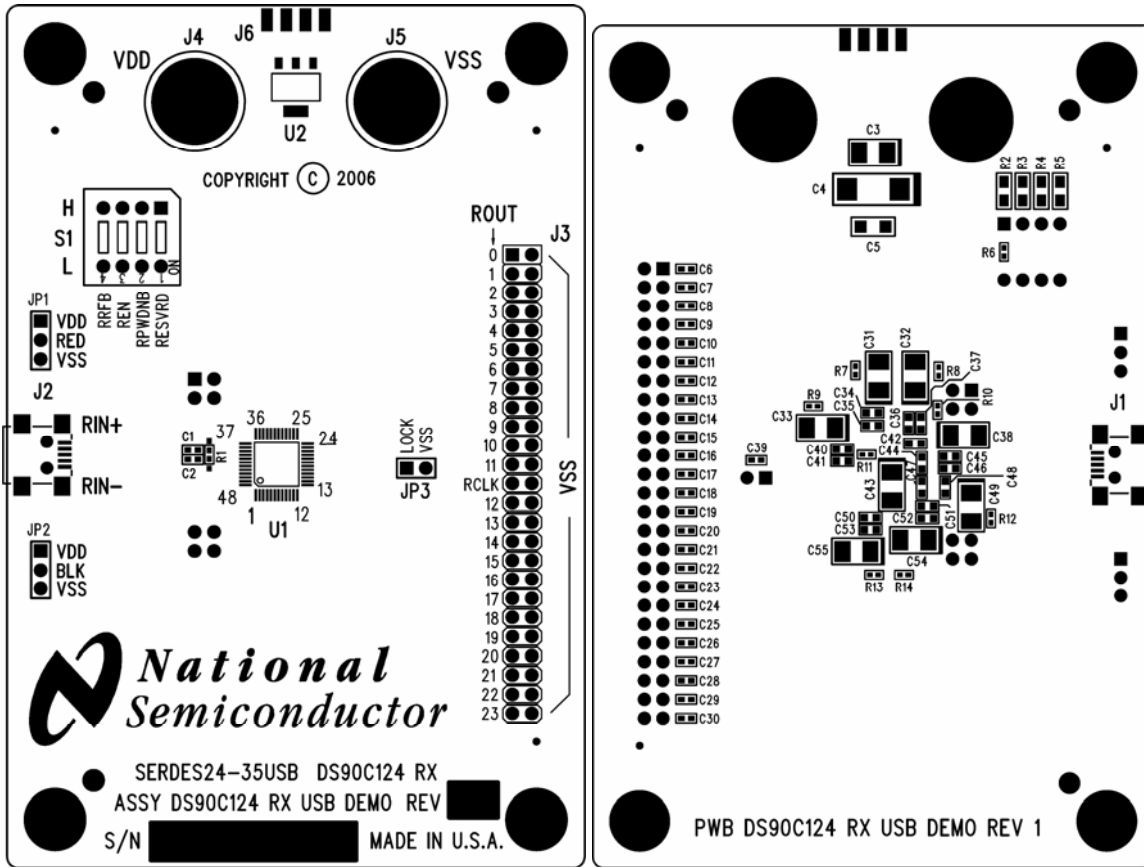 J6
J4
J5
VDD
VSS
U2
COPYRIGHT C 2006
H
S1
L
4
3
2
1
ON
RRFB
REN
RPWDNB
RESVRD
JP1
VDD
RED
VSS
J2
RIN+
RIN-
JP2
VDD
BLK
VSS
C1
C2
R1
37
36
25
24
48
13
1
12
U1
LOCK
VSS
JP3
ROUT
J3
0
1
2
3
4
5
6
7
8
9
10
11
RCLK
12
13
14
15
16
17
18
19
20
21
22
23
VSS
National
Semiconductor
SERDES24-35USB DS90C124 RX
ASSY DS90C124 RX USB DEMO REV
S/N
MADE IN U.S.A.
C3
C4
C5
R2
R3
R4
R5
R6
C6
C7
C8
C9
C10
C11
C12
C13
C14
C15
C16
C17
C18
C19
C20
C21
C22
C23
C24
C25
C26
C27
C28
C29
C30
C31
C32
C37
R7
R8
C34
C35
R9
R10
C33
C36
C38
C42
C39
C40
C41
R11
C44
C45
C46
C47
C48
C43
C49
C50
C51
C52
C53
R12
C55
C54
R13
R14
J1
PWB DS90C124 RX USB DEMO REV 1